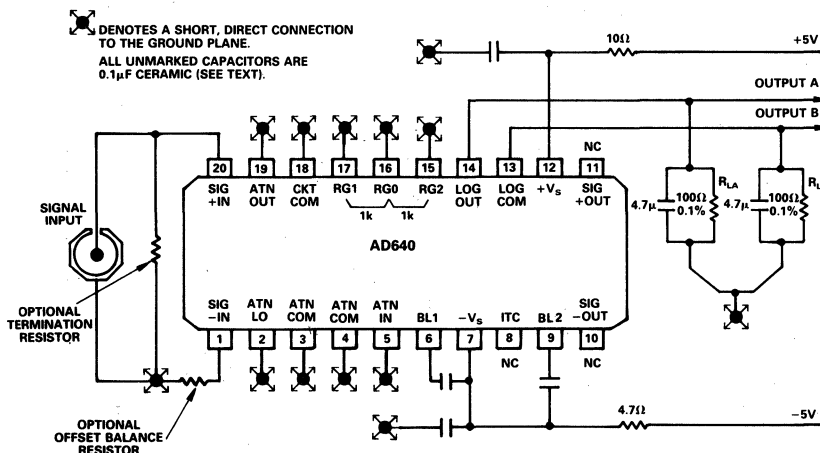 DENOTES A SHORT, DIRECT CONNECTION
TO THE GROUND PLANE.
ALL UNMARKED CAPACITORS ARE
0.1µF CERAMIC (SEE TEXT).
10Ω
+5V
OUTPUT A
OUTPUT B
NC
20 19 18 17 16 15 14 13 12 11
SIG +IN
ATN OUT
CKT COM
RG1
RG0
RG2
LOG OUT
LOG COM
+VS
SIG +OUT
1k
1k
4.7µ
100Ω
0.1%
RLA
4.7µ
100Ω
0.1%
SIGNAL
INPUT
AD640
OPTIONAL
TERMINATION
RESISTOR
SIG −IN
ATN LO
ATN COM
ATN COM
ATN IN
BL1
−VS
ITC
BL2
SIG −OUT
1 2 3 4 5 6 7 8 9 10
NC
NC
4.7Ω
−5V
OPTIONAL
OFFSET BALANCE
RESISTOR